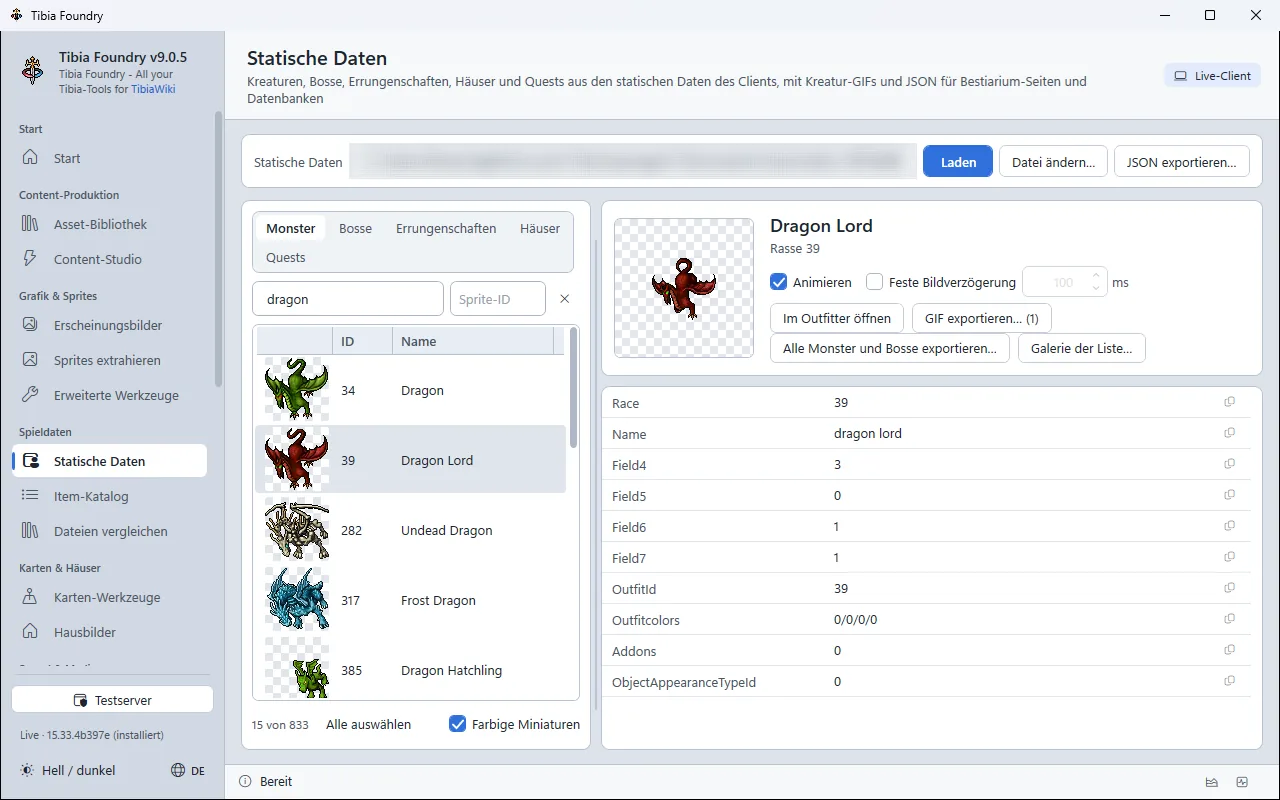 Tibia Foundry
Tibia Foundry v9.0.5
Tibia Foundry - All your
Tibia-Tools for TibiaWiki
Start
Start
Content-Produktion
Asset-Bibliothek
Content-Studio
Grafik & Sprites
Erscheinungsbilder
Sprites extrahieren
Erweiterte Werkzeuge
Spieldaten
Statische Daten
Item-Katalog
Dateien vergleichen
Karten & Häuser
Karten-Werkzeuge
Hausbilder
Testserver
Live · 15.33.4b397e (installiert)
Hell / dunkel
DE
Statische Daten
Kreaturen, Bosse, Errungenschaften, Häuser und Quests aus den statischen Daten des Clients, mit Kreatur-GIFs und JSON für Bestiarium-Seiten und
Datenbanken
Live-Client
Statische Daten
Laden
Datei ändern...
JSON exportieren...
Monster
Bosse
Errungenschaften
Häuser
Quests
dragon
Sprite-ID
ID
Name
34
Dragon
39
Dragon Lord
282
Undead Dragon
317
Frost Dragon
385
Dragon Hatchling
15 von 833
Alle auswählen
Farbige Miniaturen
Dragon Lord
Rasse 39
Animieren
Feste Bildverzögerung
100
ms
Im Outfitter öffnen
GIF exportieren... (1)
Alle Monster und Bosse exportieren...
Galerie der Liste...
Race
39
Name
dragon lord
Field4
3
Field5
0
Field6
1
Field7
1
OutfitId
39
Outfitcolors
0/0/0/0
Addons
0
ObjectAppearanceTypeId
0
Bereit